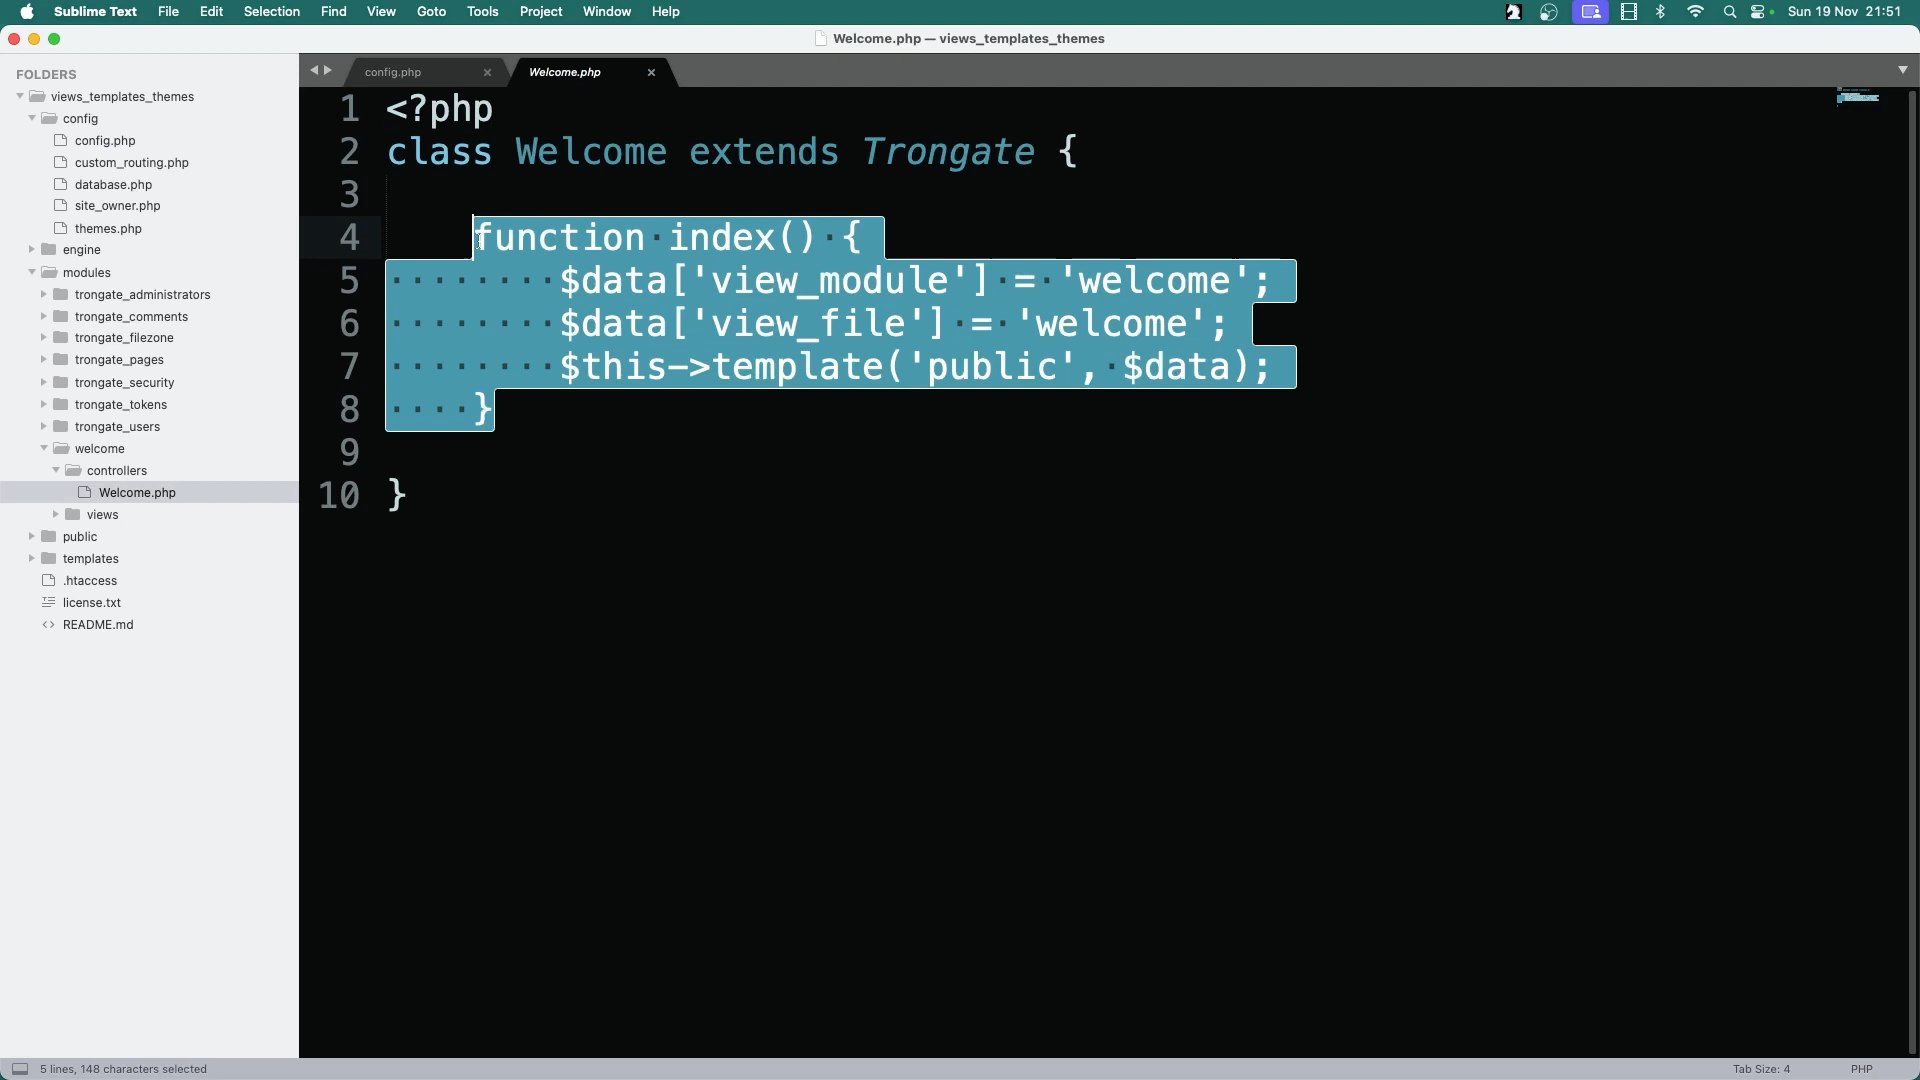 Sublime Text File Edit Selection Find View Goto Tools Project Window Help Sun 19 Nov 21:51
Welcome.php — views_templates_themes
FOLDERS
views_templates_themes
config
config.php
custom_routing.php
database.php
site_owner.php
themes.php
engine
modules
trongate_administrators
trongate_comments
trongate_filezone
trongate_pages
trongate_security
trongate_tokens
trongate_users
welcome
controllers
Welcome.php
views
public
templates
.htaccess
license.txt
README.md
config.php Welcome.php
1 <?php
2 class Welcome extends Trongate {
3
4 function index() {
5 $data['view_module'] = 'welcome';
6 $data['view_file'] = 'welcome';
7 $this->template('public', $data);
8 }
9
10 }
5 lines, 148 characters selected Tab Size: 4 PHP